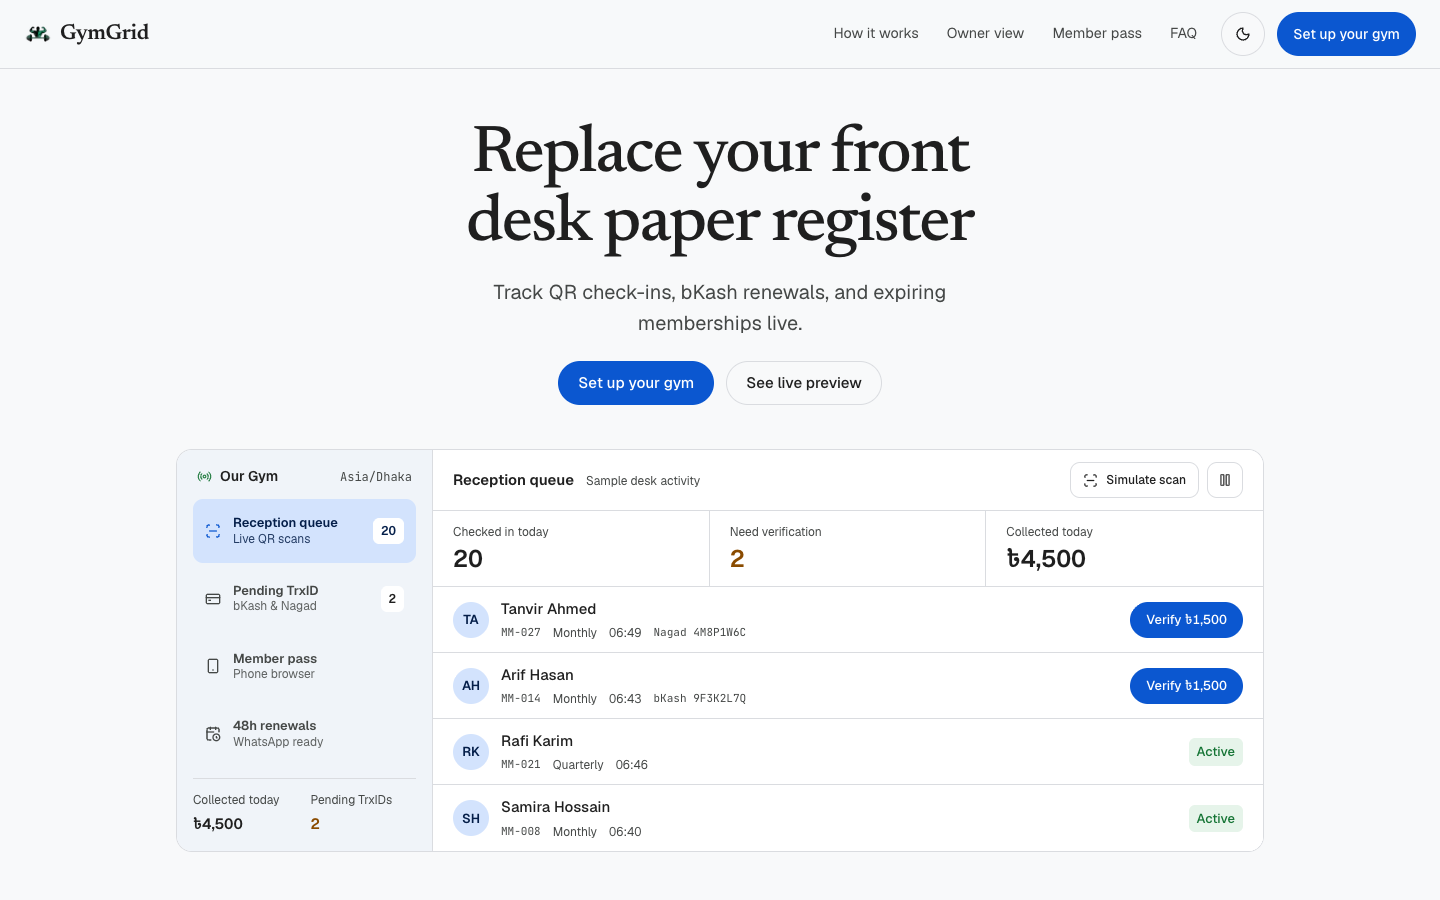 GymGrid
How it works
Owner view
Member pass
FAQ
Set up your gym
Replace your front
desk paper register
Track QR check-ins, bKash renewals, and expiring
memberships live.
Set up your gym
See live preview
Our Gym
Asia/Dhaka
Reception queue
Live QR scans
20
Pending TrxID
bKash & Nagad
2
Member pass
Phone browser
48h renewals
WhatsApp ready
Collected today
৳4,500
Pending TrxIDs
2
Reception queue
Sample desk activity
Simulate scan
Checked in today
20
Need verification
2
Collected today
৳4,500
TA
Tanvir Ahmed
MM-027 Monthly 06:49 Nagad 4M8P1W6C
Verify ৳1,500
AH
Arif Hasan
MM-014 Monthly 06:43 bKash 9F3K2L7Q
Verify ৳1,500
RK
Rafi Karim
MM-021 Quarterly 06:46
Active
SH
Samira Hossain
MM-008 Monthly 06:40
Active